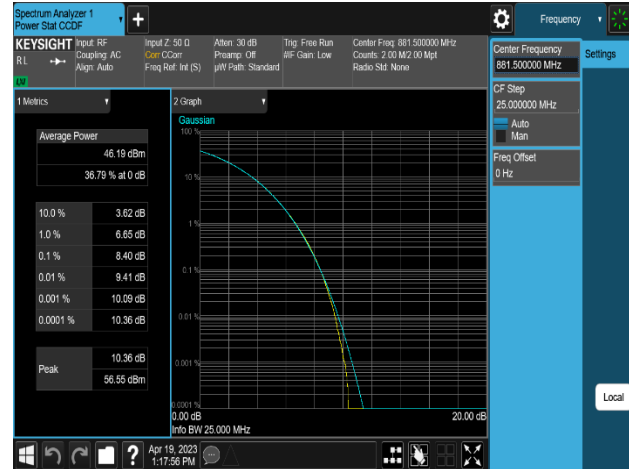 Spectrum Analyzer 1
Power Stat CCDF
+
Frequency
KEYSIGHT
R L
LM
Input: RF
Coupling: AC
Align: Auto
Input Z: 50 Ω
Corr CCorr
Freq Ref: Int (S)
Atten: 30 dB
Preamp: Off
µW Path: Standard
Trig: Free Run
#IF Gain: Low
Center Freq: 881.500000 MHz
Counts: 2.00 M/2.00 Mpt
Radio Std: None
Center Frequency
881.500000 MHz
Settings
CF Step
25.000000 MHz
Auto
Man
Freq Offset
0 Hz
1 Metrics
Average Power
46.19 dBm
36.79 % at 0 dB
10.0 % 3.62 dB
1.0 % 6.65 dB
0.1 % 8.40 dB
0.01 % 9.41 dB
0.001 % 10.09 dB
0.0001 % 10.36 dB
Peak
10.36 dB
56.55 dBm
2 Graph
Gaussian
100 %
10 %
1 %
0.1 %
0.01 %
0.001 %
0.0001 %
0.00 dB
20.00 dB
Info BW 25.000 MHz
Local
?
Apr 19, 2023
1:17:56 PM